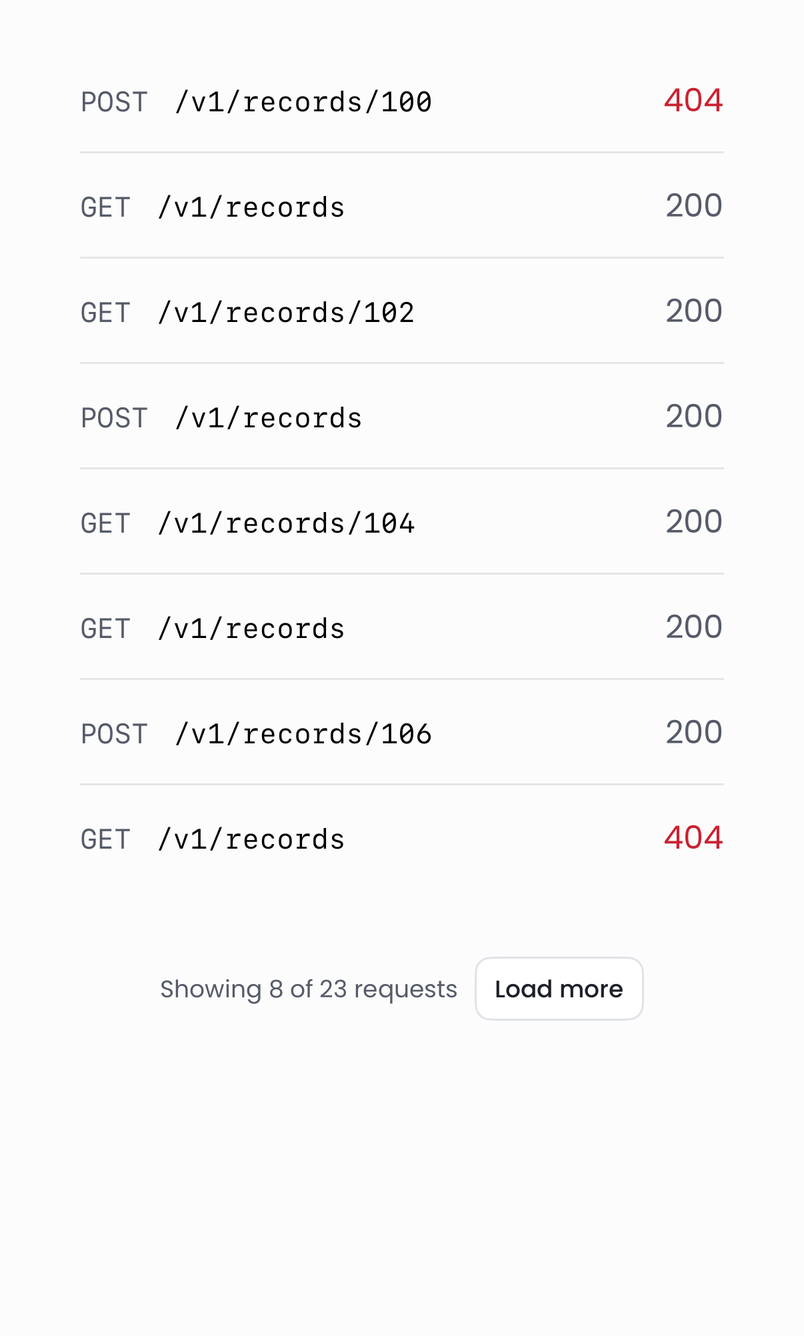 POST /v1/records/100 404
GET /v1/records 200
GET /v1/records/102 200
POST /v1/records 200
GET /v1/records/104 200
GET /v1/records 200
POST /v1/records/106 200
GET /v1/records 404
Showing 8 of 23 requests Load more